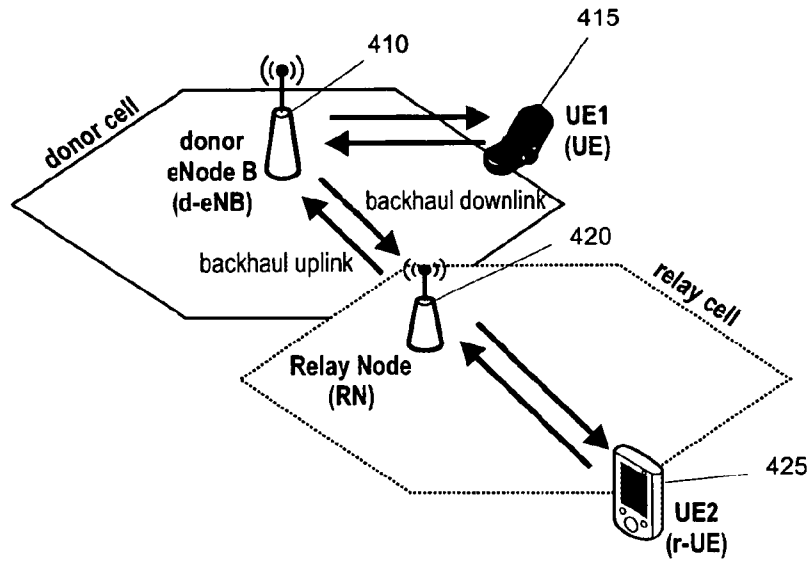 410
415
donor cell
donor
eNode B
(d-eNB)
UE1
(UE)
backhaul downlink
backhaul uplink
420
relay cell
Relay Node
(RN)
425
UE2
(r-UE)